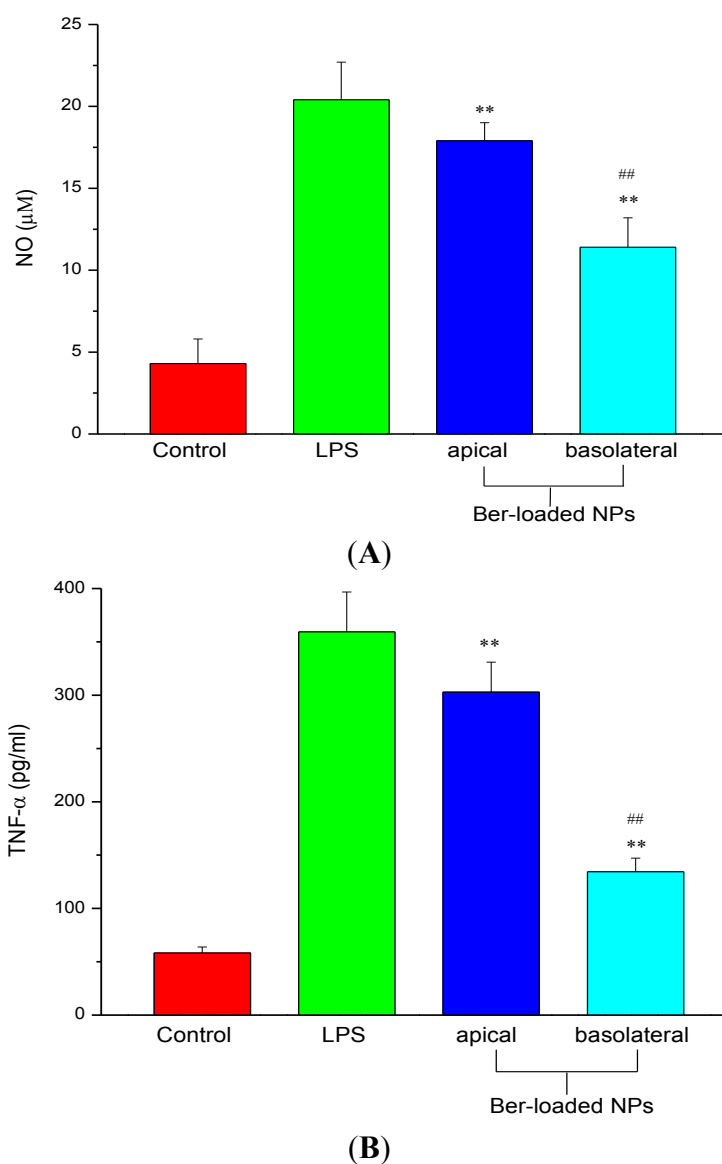 25
20
15
10
5
0
NO (μM)
**
##
**
Control LPS apical basolateral
Ber-loaded NPs
(A)
400
300
200
100
0
TNF-α (pg/ml)
**
##
**
Control LPS apical basolateral
Ber-loaded NPs
(B)